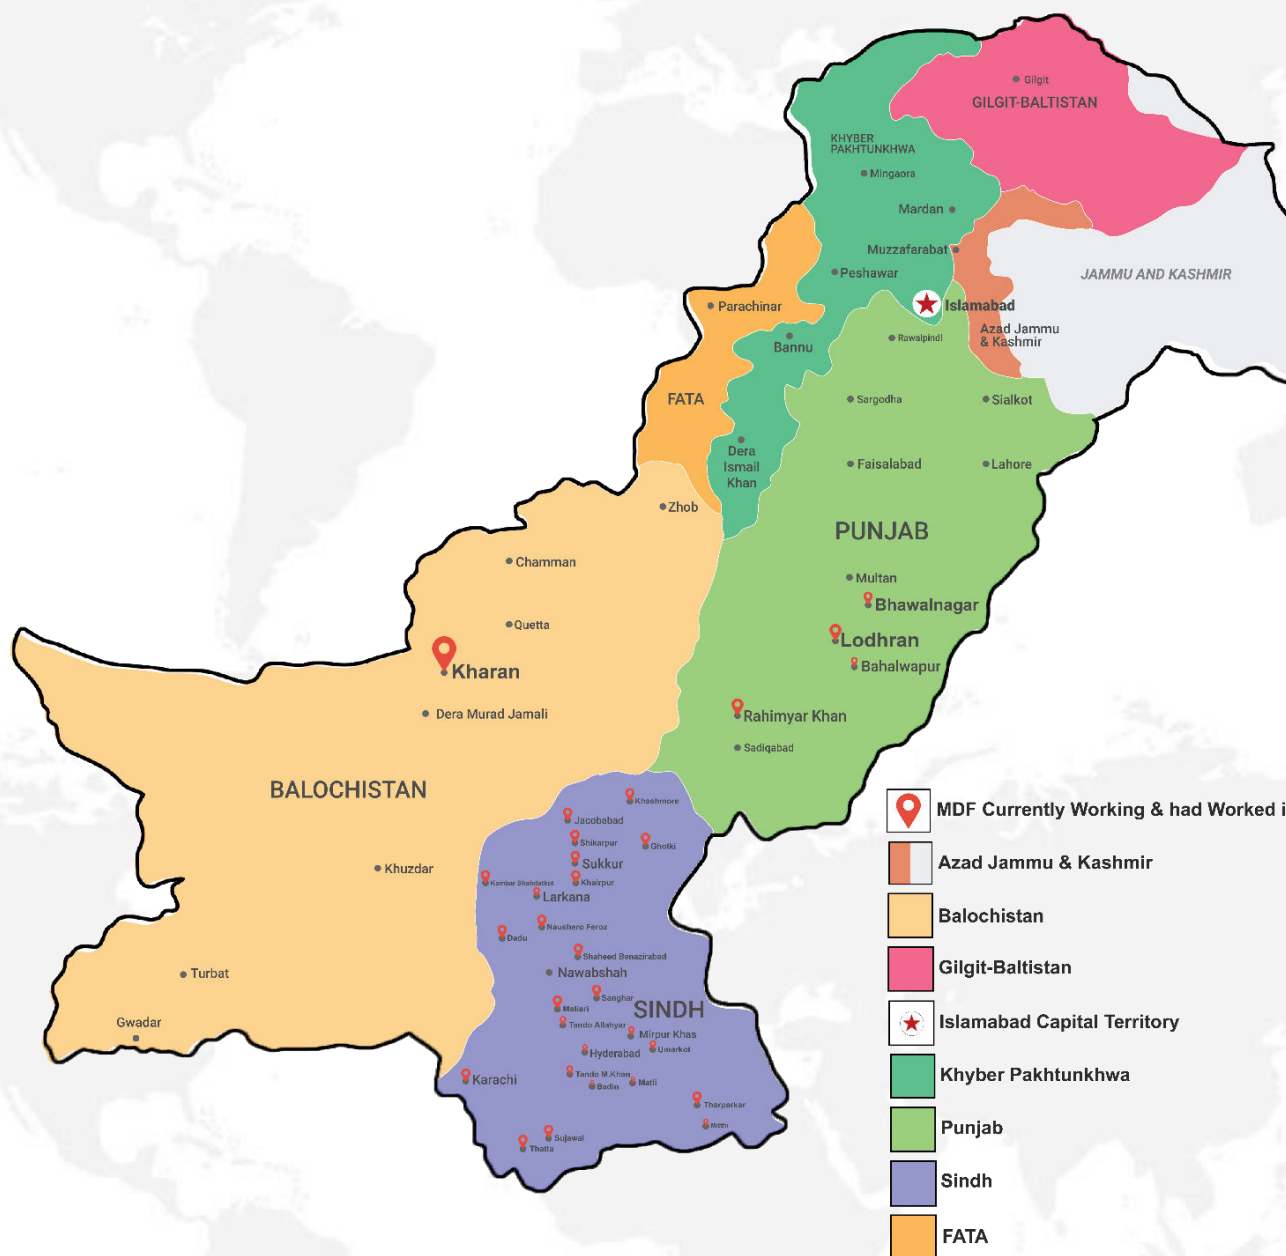 Gilgit
GILGIT-BALTISTAN
KHYBER
PAKHTUNKHWA
Mingaora
Mardan
Muzzafarabat
Peshawar
JAMMU AND KASHMIR
Islamabad
Parachinar
Azad Jammu
& Kashmir
Rawalpindi
Bannu
FATA
Sargodha
Sialkot
Dera
Ismail
Khan
Faisalabad
Lahore
Zhob
PUNJAB
Chamman
Multan
Bhawalnagar
Quetta
Lodhran
Kharan
Bahalwapur
Dera Murad Jamali
Rahimyar Khan
Sadiqabad
BALOCHISTAN
Khashmore
Jacobabad
Shikarpur
Ghotki
Sukkur
Khuzdar
Kambar Shahdatkot
Khairpur
Larkana
Naushero Feroz
Dadu
Shaheed Benazirabad
Turbat
Nawabshah
Sanghar
SINDH
Matiari
Gwadar
Tando Allahyar
Mirpur Khas
Hyderabad
Umarkot
Karachi
Tando M.Khan
Badin
Matli
Tharparkar
Mithi
Sujawal
Thatta
MDF Currently Working & had Worked i
Azad Jammu & Kashmir
Balochistan
Gilgit-Baltistan
Islamabad Capital Territory
Khyber Pakhtunkhwa
Punjab
Sindh
FATA